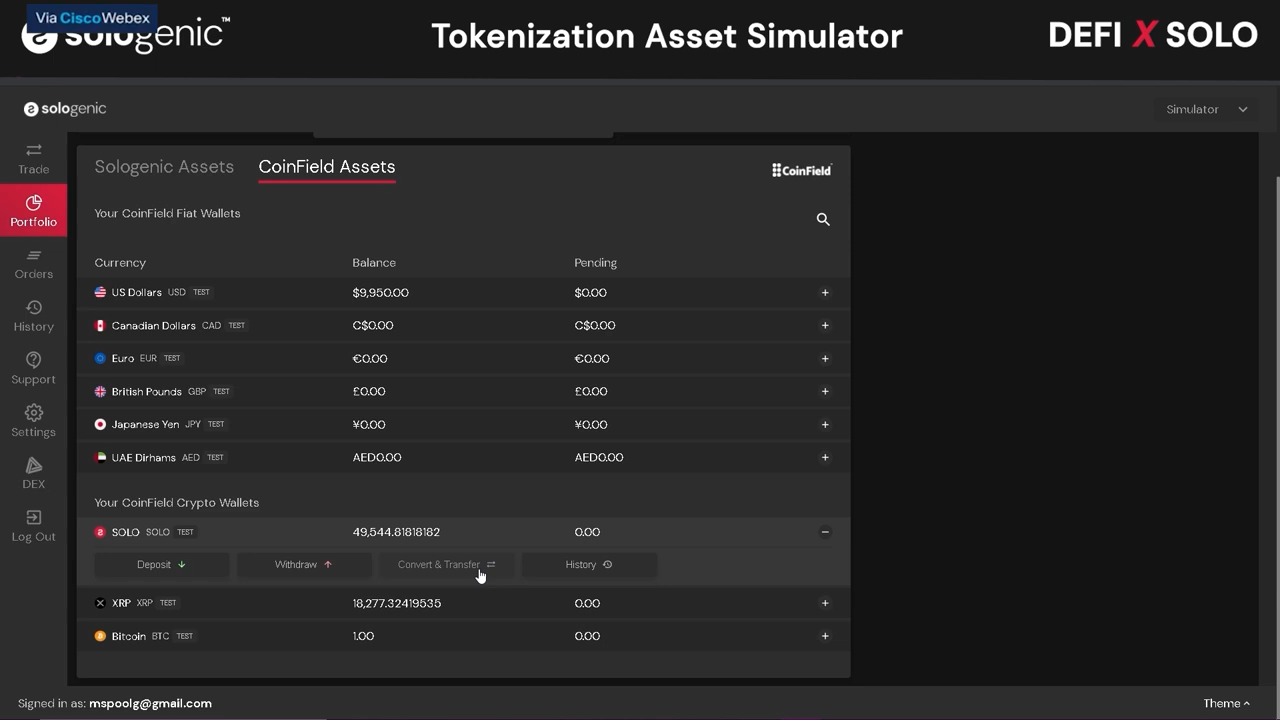 Via CiscoWebex
sologenic™
Tokenization Asset Simulator
DEFI X SOLO
sologenic
Simulator
Trade
Portfolio
Orders
History
Support
Settings
DEX
Log Out
Sologenic Assets CoinField Assets
CoinField
Your CoinField Fiat Wallets
Currency Balance Pending
US Dollars USD TEST $9,950.00 $0.00 +
Canadian Dollars CAD TEST C$0.00 C$0.00 +
Euro EUR TEST €0.00 €0.00 +
British Pounds GBP TEST £0.00 £0.00 +
Japanese Yen JPY TEST ¥0.00 ¥0.00 +
UAE Dirhams AED TEST AED0.00 AED0.00 +
Your CoinField Crypto Wallets
SOLO SOLO TEST 49,544.81818182 0.00 −
Deposit Withdraw Convert & Transfer History
XRP XRP TEST 18,277.32419535 0.00 +
Bitcoin BTC TEST 1.00 0.00 +
Signed in as: mspoolg@gmail.com
Theme